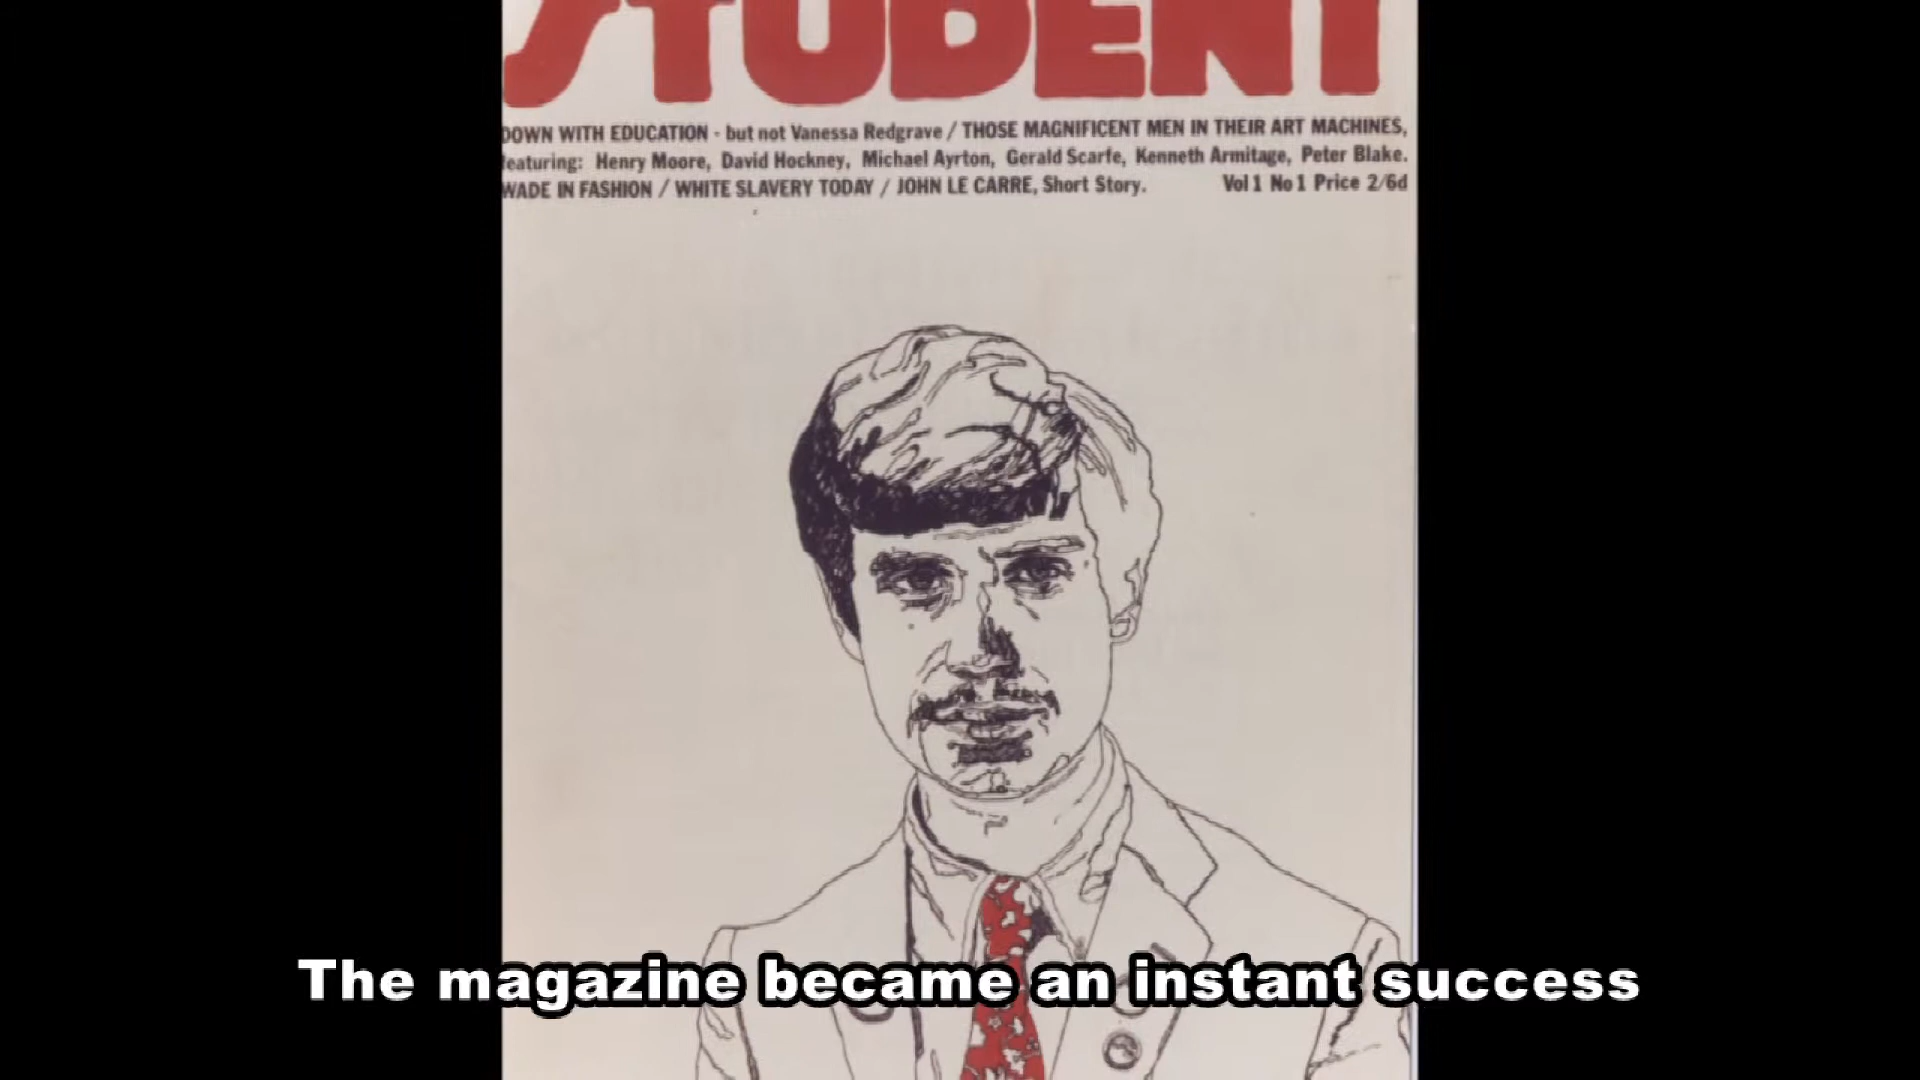 STUDENT
DOWN WITH EDUCATION - but not Vanessa Redgrave / THOSE MAGNIFICENT MEN IN THEIR ART MACHINES,
featuring: Henry Moore, David Hockney, Michael Ayrton, Gerald Scarfe, Kenneth Armitage, Peter Blake.
WADE IN FASHION / WHITE SLAVERY TODAY / JOHN LE CARRE, Short Story. Vol 1 No 1 Price 2/6d
The magazine became an instant success